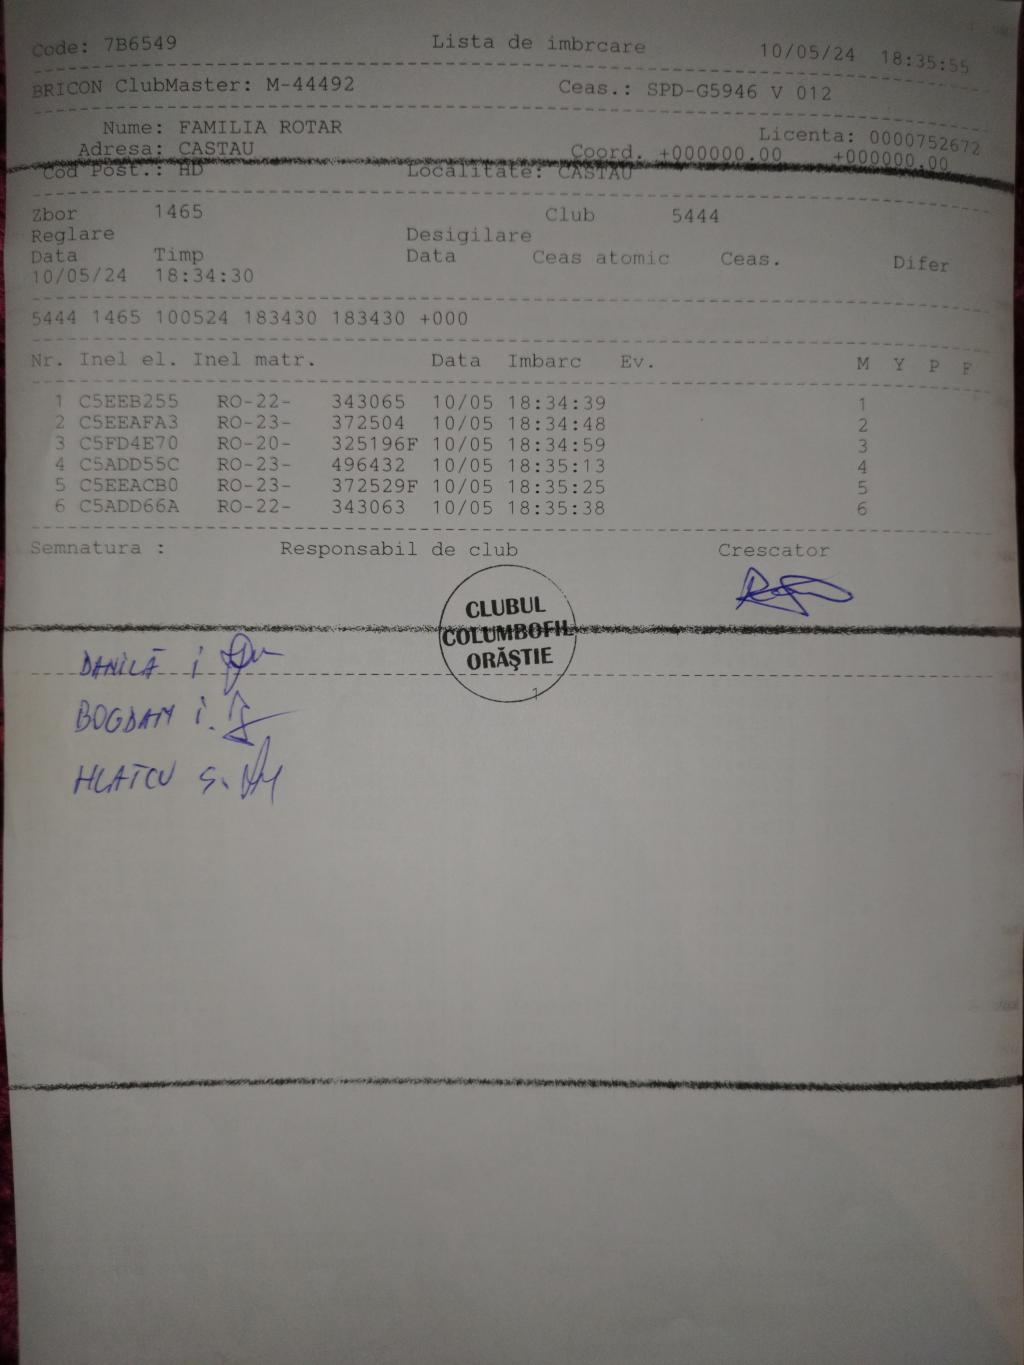 Code: 7B6549 Lista de imbrcare 10/05/24 18:35:55
BRICON ClubMaster: M-44492 Ceas.: SPD-G5946 V 012
Nume: FAMILIA ROTAR Licenta: 0000752672
Adresa: CASTAU Coord. +000000.00 +000000.00
Cod Post.: HD Localitate: CASTAU
Zbor 1465 Club 5444
Reglare Desigilare
Data Timp Data Ceas atomic Ceas. Difer
10/05/24 18:34:30
5444 1465 100524 183430 183430 +000
Nr. Inel el. Inel matr. Data Imbarc Ev. M Y P F
1 C5EEB255 RO-22- 343065 10/05 18:34:39 1
2 C5EEAFA3 RO-23- 372504 10/05 18:34:48 2
3 C5FD4E70 RO-20- 325196F 10/05 18:34:59 3
4 C5ADD55C RO-23- 496432 10/05 18:35:13 4
5 C5EEACB0 RO-23- 372529F 10/05 18:35:25 5
6 C5ADD66A RO-22- 343063 10/05 18:35:38 6
Semnatura : Responsabil de club Crescator
CLUBUL
COLUMBOFIL
ORĂŞTIE
DANILĂ i
1
BOGDAM i.
HLATCU S.